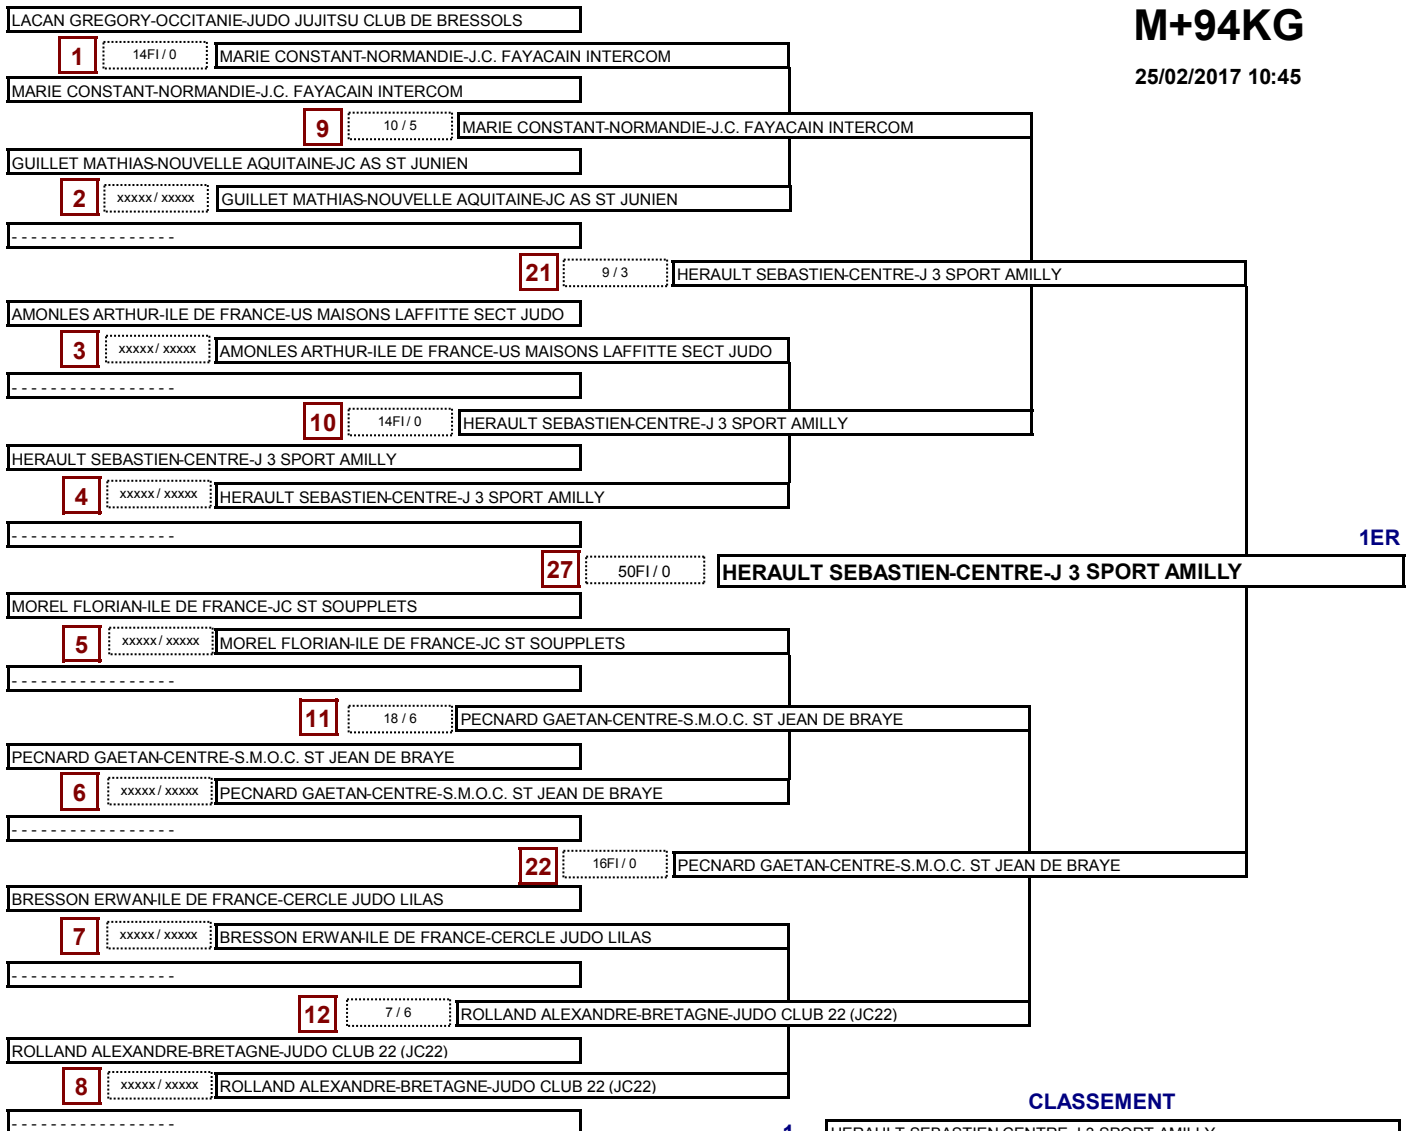 LACAN GREGORY-OCCITANIE-JUDO JUJITSU CLUB DE BRESSOLS
M+94KG
1 14FI / 0 MARIE CONSTANT-NORMANDIE-J.C. FAYACAIN INTERCOM
25/02/2017 10:45
MARIE CONSTANT-NORMANDIE-J.C. FAYACAIN INTERCOM
9 10 / 5 MARIE CONSTANT-NORMANDIE-J.C. FAYACAIN INTERCOM
GUILLET MATHIAS-NOUVELLE AQUITAINE-JC AS ST JUNIEN
2 xxxxx / xxxxx GUILLET MATHIAS-NOUVELLE AQUITAINE-JC AS ST JUNIEN
- - - - - - - - - - - - - - - - -
21 9 / 3 HERAULT SEBASTIEN-CENTRE-J 3 SPORT AMILLY
AMONLES ARTHUR-ILE DE FRANCE-US MAISONS LAFFITTE SECT JUDO
3 xxxxx / xxxxx AMONLES ARTHUR-ILE DE FRANCE-US MAISONS LAFFITTE SECT JUDO
- - - - - - - - - - - - - - - - -
10 14FI / 0 HERAULT SEBASTIEN-CENTRE-J 3 SPORT AMILLY
HERAULT SEBASTIEN-CENTRE-J 3 SPORT AMILLY
4 xxxxx / xxxxx HERAULT SEBASTIEN-CENTRE-J 3 SPORT AMILLY
- - - - - - - - - - - - - - - - -
1ER
27 50FI / 0 HERAULT SEBASTIEN-CENTRE-J 3 SPORT AMILLY
MOREL FLORIAN-ILE DE FRANCE-JC ST SOUPPLETS
5 xxxxx / xxxxx MOREL FLORIAN-ILE DE FRANCE-JC ST SOUPPLETS
- - - - - - - - - - - - - - - - -
11 18 / 6 PECNARD GAETAN-CENTRE-S.M.O.C. ST JEAN DE BRAYE
PECNARD GAETAN-CENTRE-S.M.O.C. ST JEAN DE BRAYE
6 xxxxx / xxxxx PECNARD GAETAN-CENTRE-S.M.O.C. ST JEAN DE BRAYE
- - - - - - - - - - - - - - - - -
22 16FI / 0 PECNARD GAETAN-CENTRE-S.M.O.C. ST JEAN DE BRAYE
BRESSON ERWAN-ILE DE FRANCE-CERCLE JUDO LILAS
7 xxxxx / xxxxx BRESSON ERWAN-ILE DE FRANCE-CERCLE JUDO LILAS
- - - - - - - - - - - - - - - - -
12 7 / 6 ROLLAND ALEXANDRE-BRETAGNE-JUDO CLUB 22 (JC22)
ROLLAND ALEXANDRE-BRETAGNE-JUDO CLUB 22 (JC22)
8 xxxxx / xxxxx ROLLAND ALEXANDRE-BRETAGNE-JUDO CLUB 22 (JC22)
CLASSEMENT
- - - - - - - - - - - - - - - - -
1 HERAULT SEBASTIEN-CENTRE-J 3 SPORT AMILLY